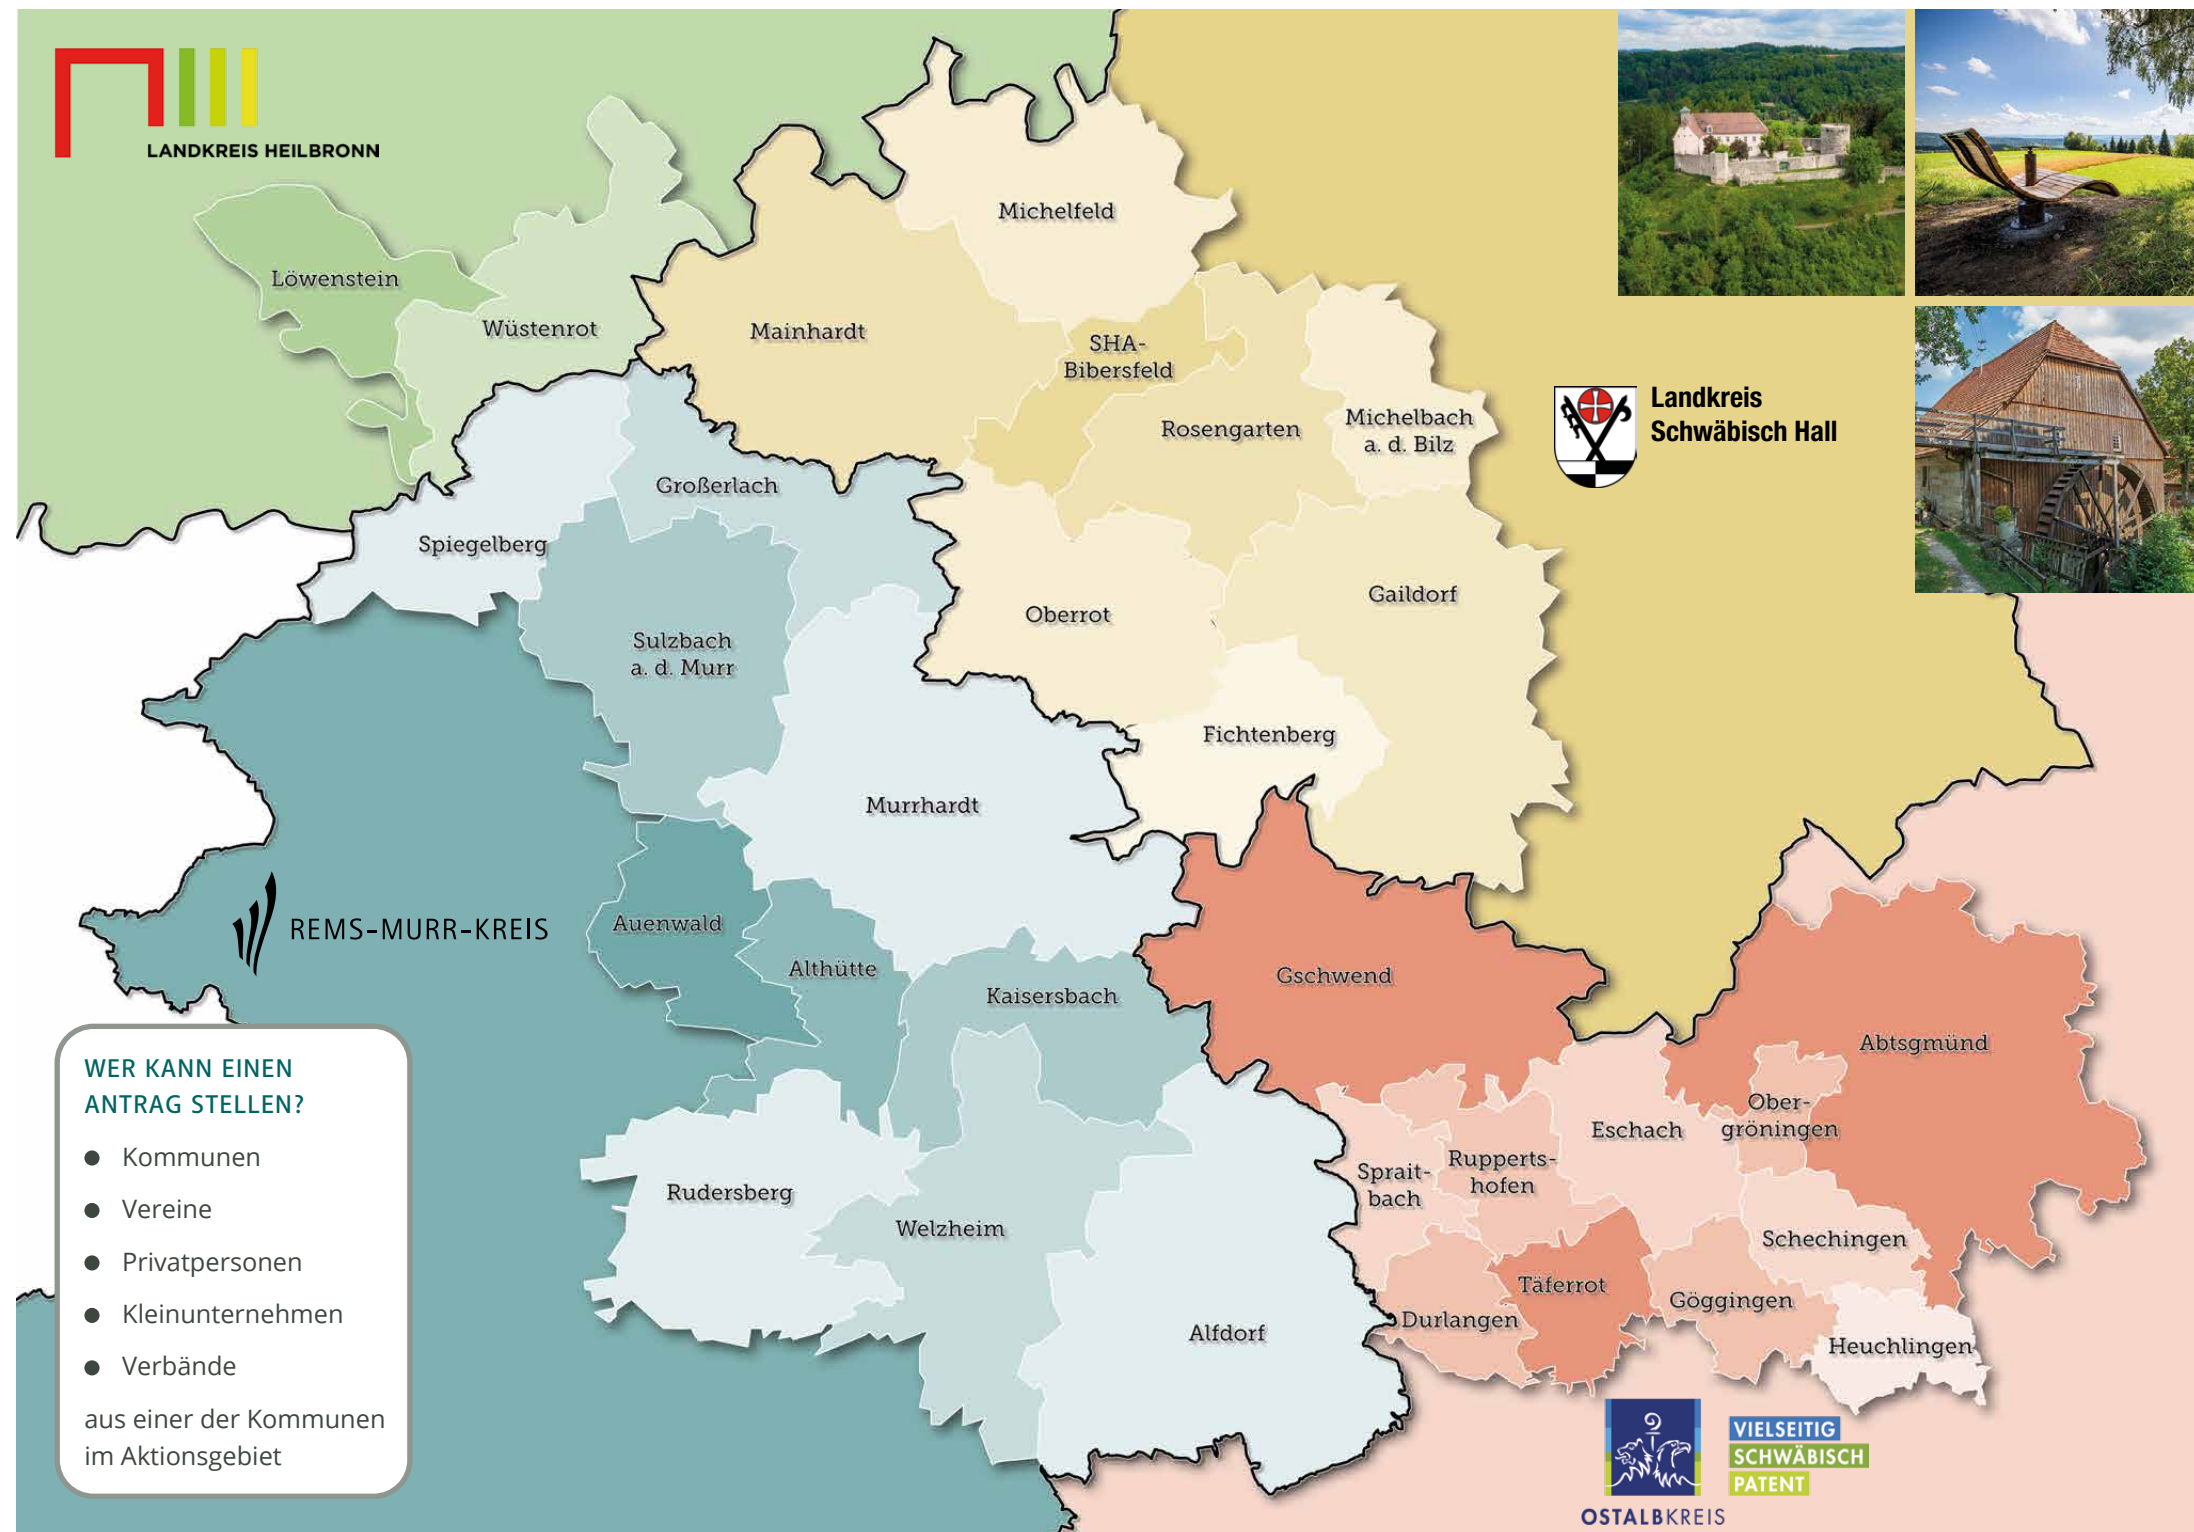 LANDKREIS HEILBRONN
Michelfeld
Löwenstein
Wüstenrot
Mainhardt
SHA-
Bibersfeld
Rosengarten
Michelbach
a. d. Bilz
Landkreis
Schwäbisch Hall
Großerlach
Spiegelberg
Gaildorf
Oberrot
Sulzbach
a. d. Murr
Fichtenberg
Murrhardt
REMS-MURR-KREIS
Auenwald
Althütte
Kaisersbach
Gschwend
Abtsgmünd
Ober-
gröningen
Eschach
Sprait-
bach
Rupperts-
hofen
Rudersberg
Welzheim
Schechingen
Täferrot
Göggingen
Durlangen
Alfdorf
Heuchlingen
WER KANN EINEN
ANTRAG STELLEN?
● Kommunen
● Vereine
● Privatpersonen
● Kleinunternehmen
● Verbände
aus einer der Kommunen
im Aktionsgebiet
OSTALBKREIS
VIELSEITIG
SCHWÄBISCH
PATENT